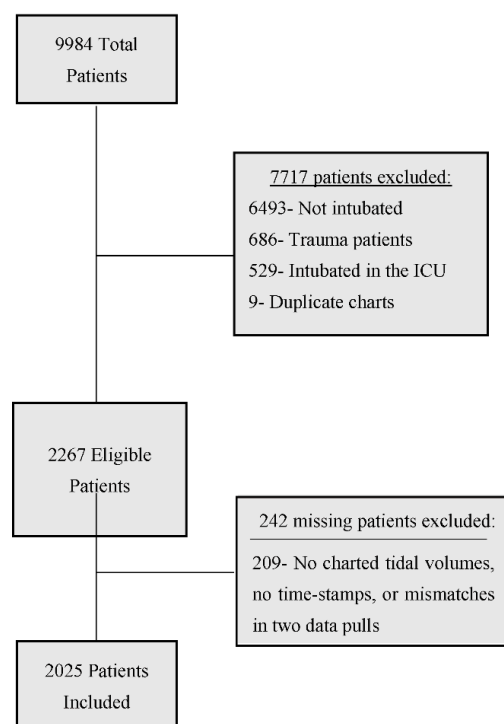 9984 Total
Patients
7717 patients excluded:
6493- Not intubated
686- Trauma patients
529- Intubated in the ICU
9- Duplicate charts
2267 Eligible
Patients
242 missing patients excluded:
209- No charted tidal volumes,
no time-stamps, or mismatches
in two data pulls
2025 Patients
Included